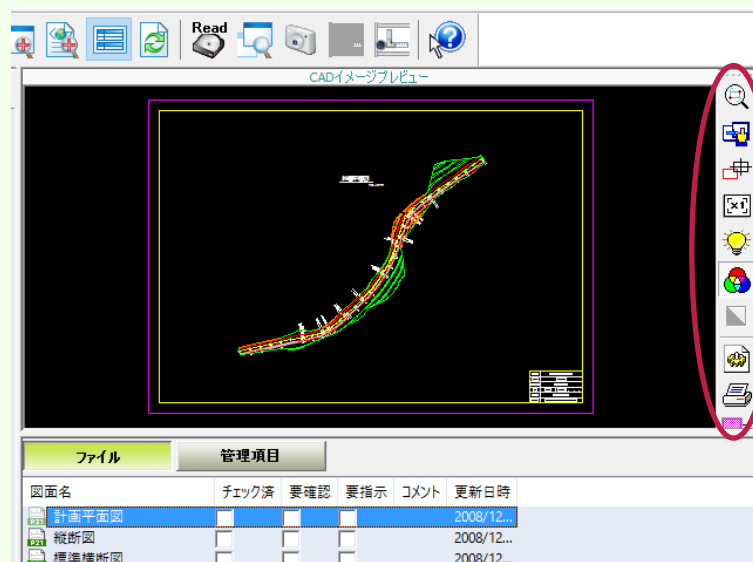 Read
CADイメージプレビュー
[×1]
ファイル 管理項目
図面名 チェック済 要確認 要指示 コメント 更新日時
P21 計画平面図 2008/12...
P21 縦断図 2008/12...
標準横断図 2008/12...